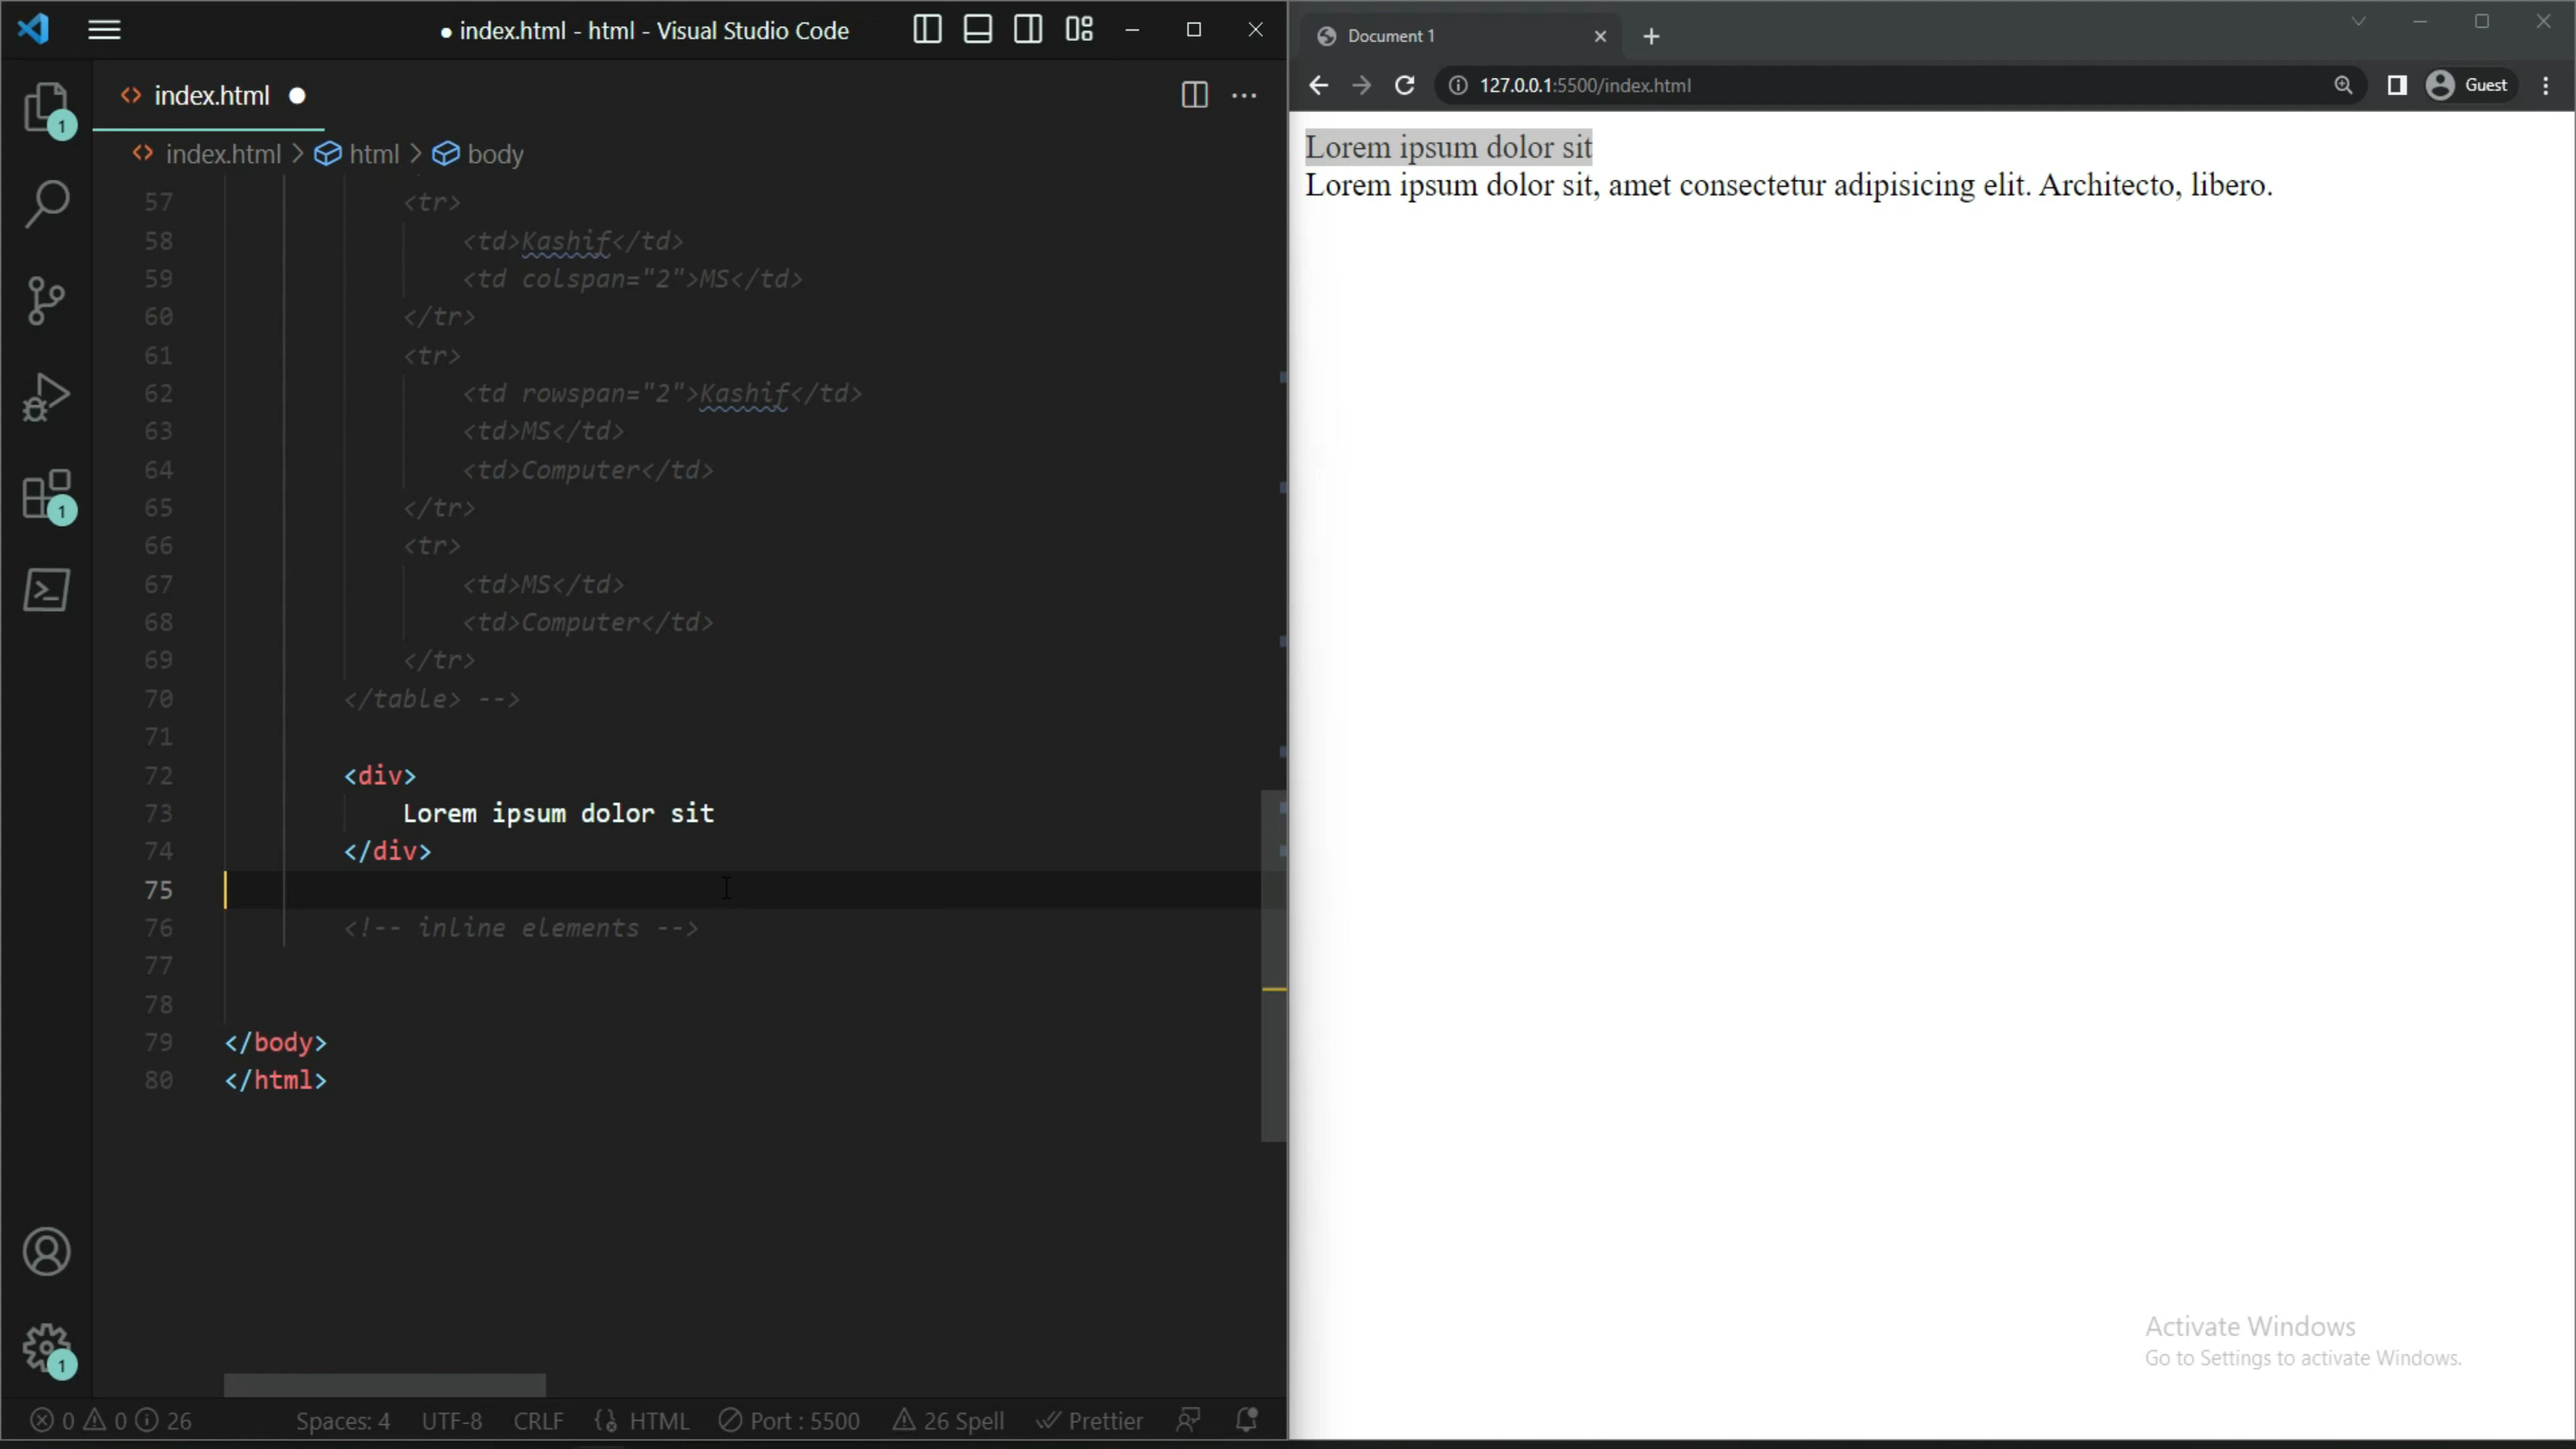 ● index.html - html - Visual Studio Code
index.html ●
index.html > html > body
57 <tr>
58 <td>Kashif</td>
59 <td colspan="2">MS</td>
60 </tr>
61 <tr>
62 <td rowspan="2">Kashif</td>
63 <td>MS</td>
64 <td>Computer</td>
65 </tr>
66 <tr>
67 <td>MS</td>
68 <td>Computer</td>
69 </tr>
70 </table> -->
71
72 <div>
73 Lorem ipsum dolor sit
74 </div>
75
76 <!-- inline elements -->
77
78
79 </body>
80 </html>
1
1
1
0 0 26 Spaces: 4 UTF-8 CRLF HTML Port : 5500 26 Spell Prettier
Document 1
127.0.0.1:5500/index.html Guest
Lorem ipsum dolor sit
Lorem ipsum dolor sit, amet consectetur adipisicing elit. Architecto, libero.
Activate Windows
Go to Settings to activate Windows.